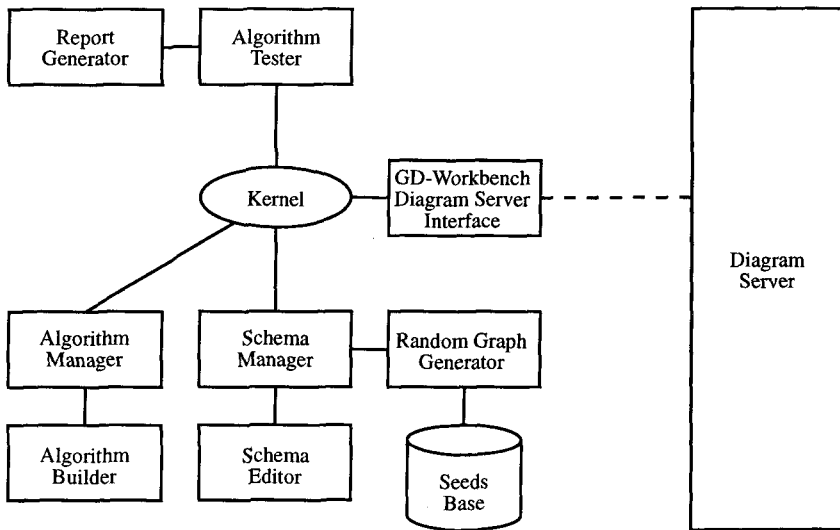 Report
Generator
Algorithm
Tester
Kernel
GD-Workbench
Diagram Server
Interface
Diagram
Server
Algorithm
Manager
Schema
Manager
Random Graph
Generator
Algorithm
Builder
Schema
Editor
Seeds
Base